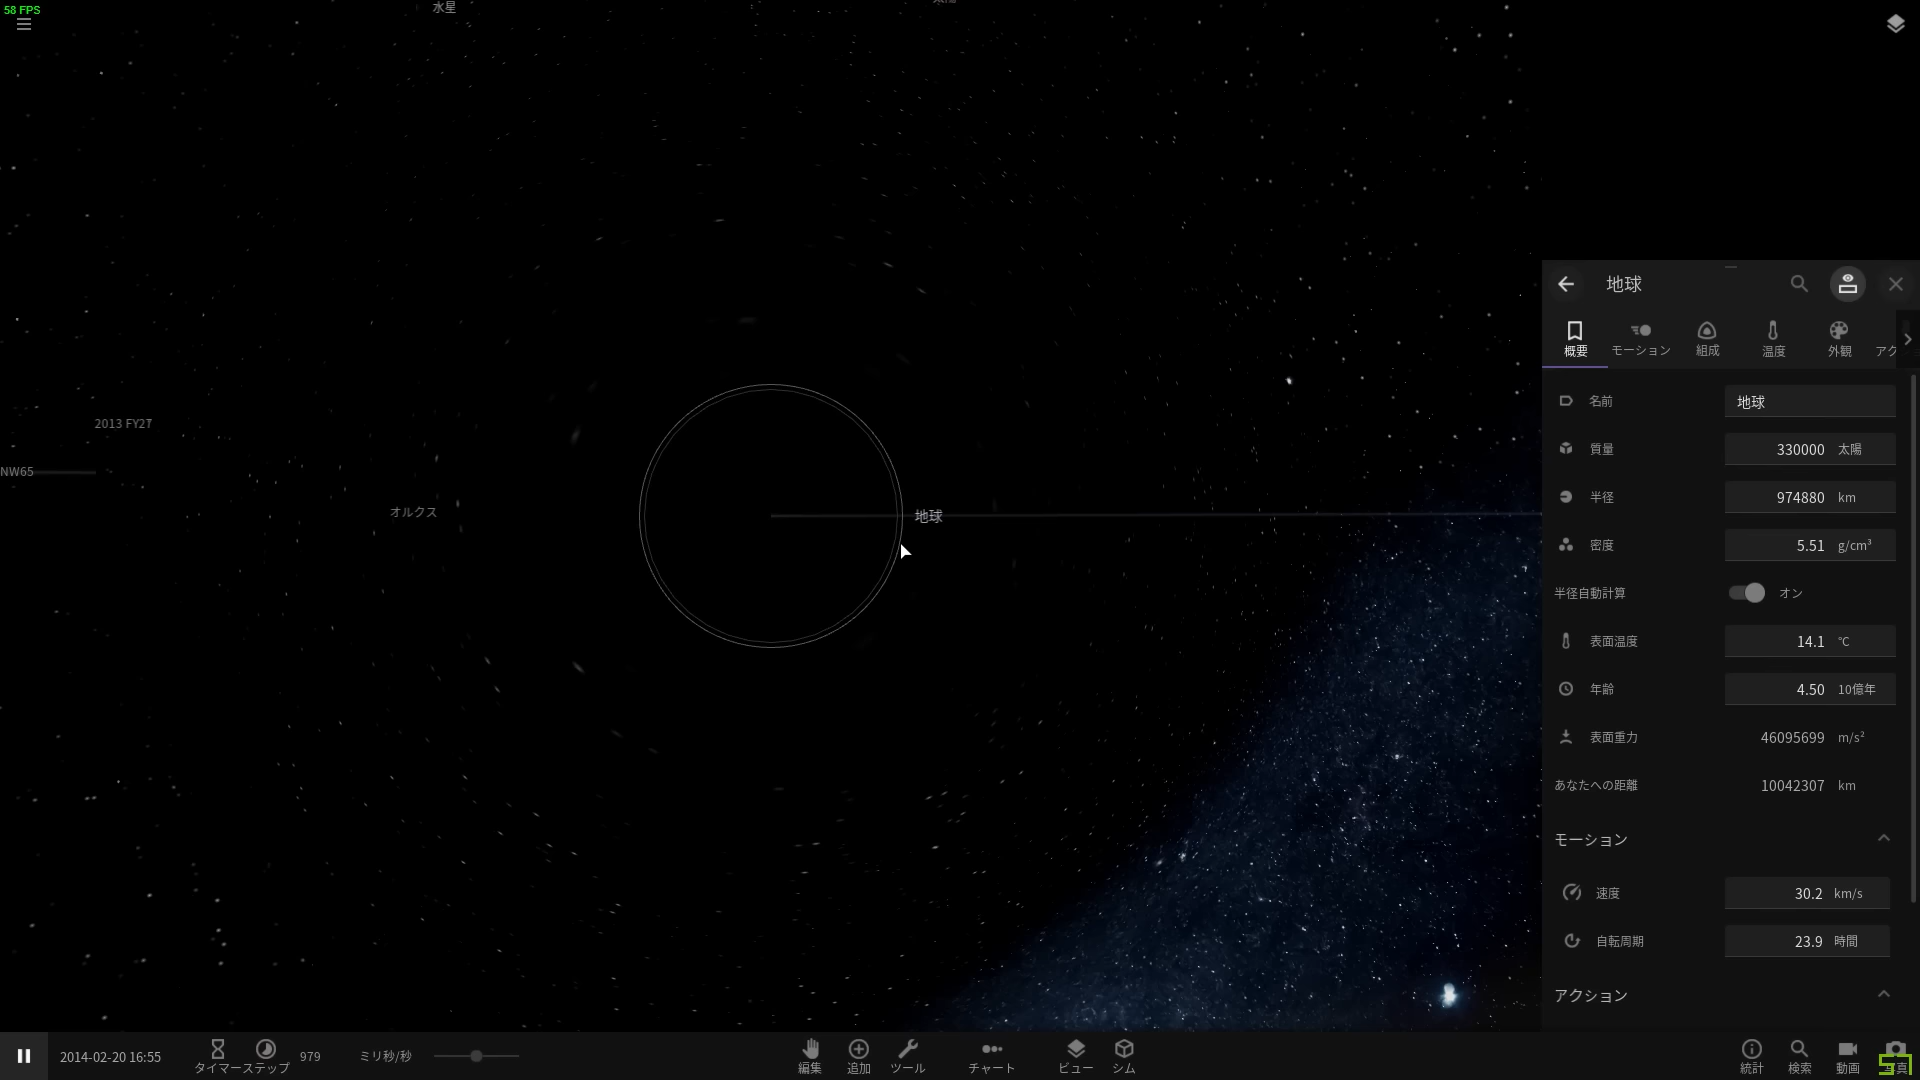 58 FPS
水星
2013 FY27
NW65
オルクス
地球
地球
概要
モーション
組成
温度
外観
アク
名前
地球
質量
330000 太陽
半径
974880 km
密度
5.51 g/cm³
半径自動計算
オン
表面温度
14.1 °C
年齢
4.50 10億年
表面重力
46095699 m/s²
あなたへの距離
10042307 km
モーション
速度
30.2 km/s
自転周期
23.9 時間
アクション
2014-02-20 16:55
タイマーステップ
979
ミリ秒/秒
編集
追加
ツール
チャート
ビュー
シム
統計
検索
動画
57